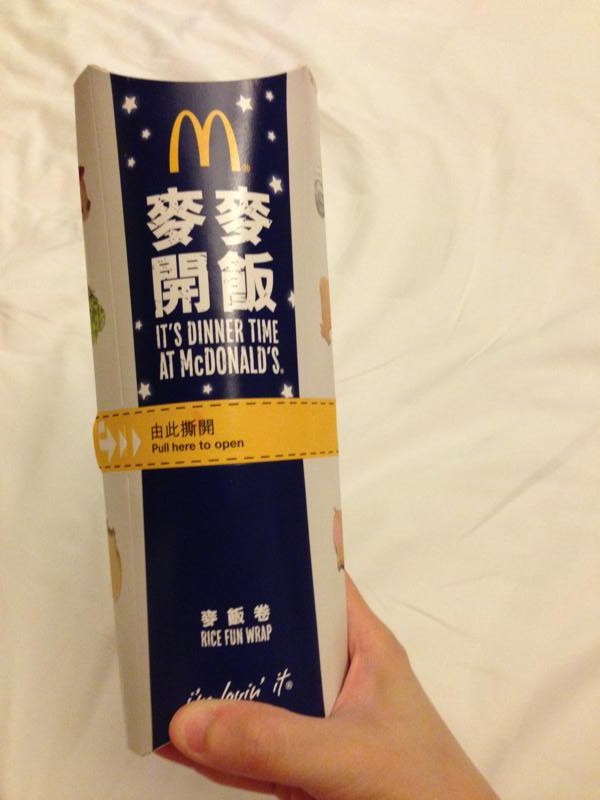 M®
麥麥
開飯
IT'S DINNER TIME
AT McDONALD'S®
由此撕開
Pull here to open
麥飯卷
RICE FUN WRAP
i'm lovin' it®